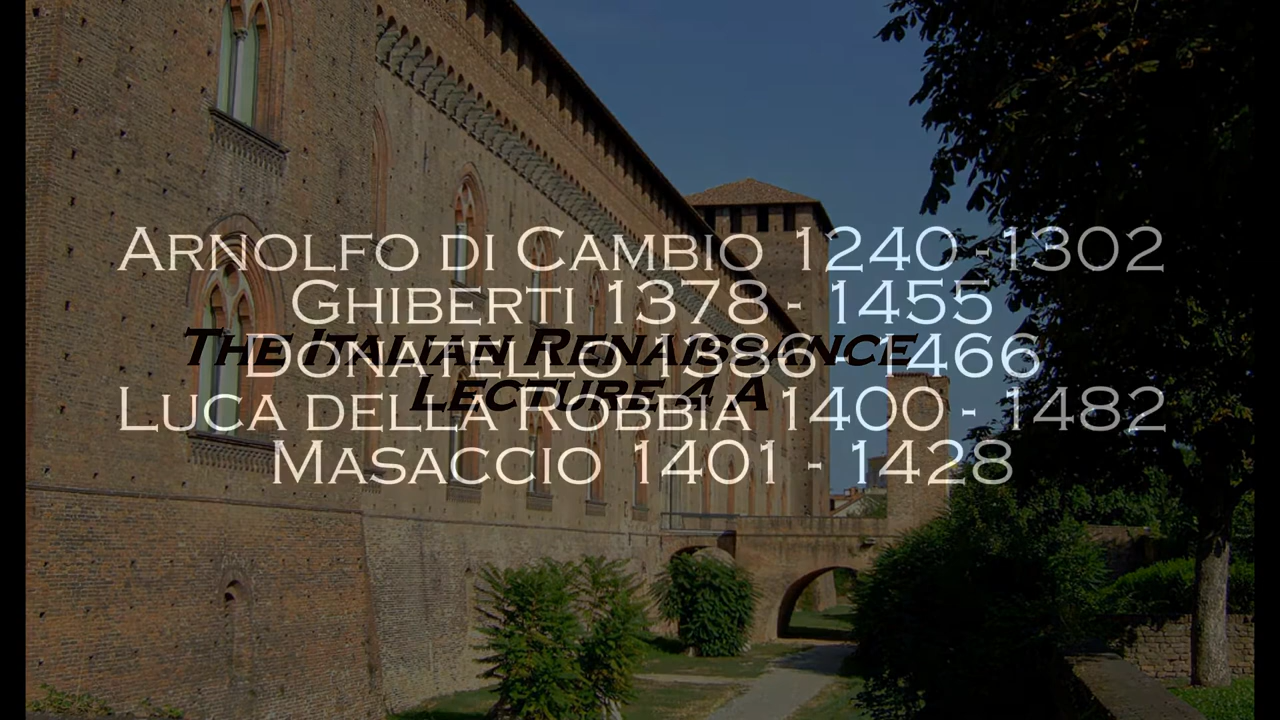 Arnolfo di Cambio 1240 -1302
Ghiberti 1378 - 1455
The Italian Renaissance
Donatello 1386 - 1466
Lecture 4 A
Luca della Robbia 1400 - 1482
Masaccio 1401 - 1428